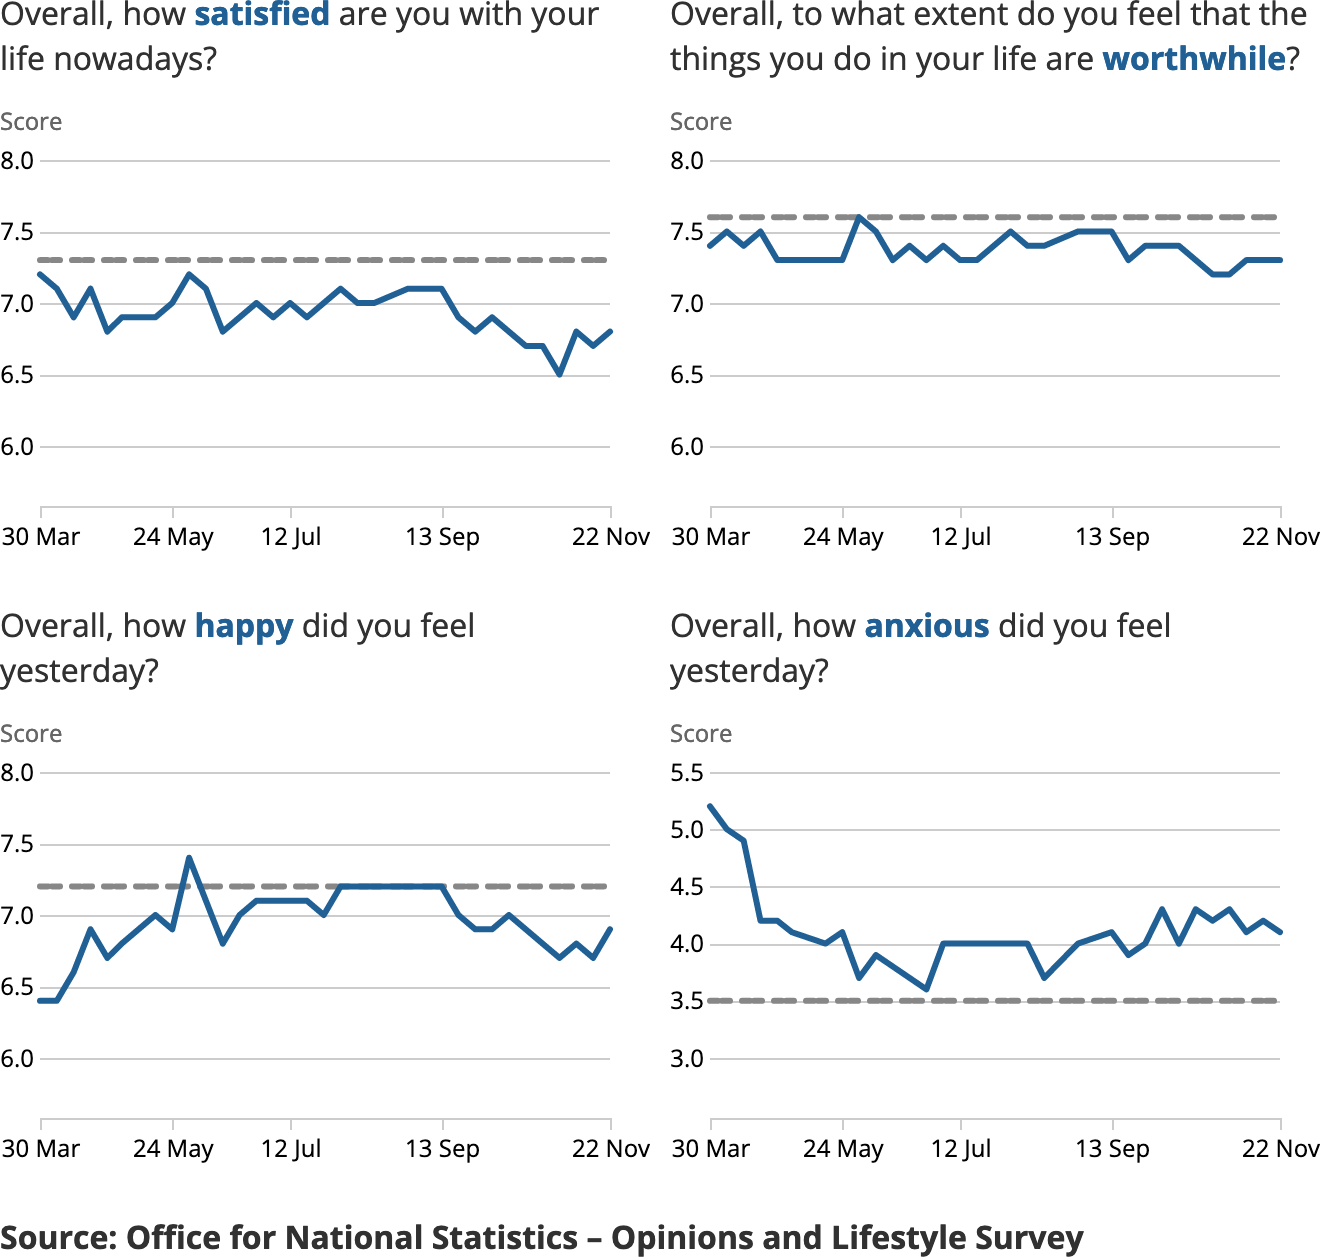 Overall, how satisfied are you with your
life nowadays?
Score
8.0
7.5
7.0
6.5
6.0
30 Mar
24 May
12 Jul
13 Sep
22 Nov
Overall, to what extent do you feel that the
things you do in your life are worthwhile?
Score
8.0
7.5
7.0
6.5
6.0
30 Mar
24 May
12 Jul
13 Sep
22 Nov
Overall, how happy did you feel
yesterday?
Score
8.0
7.5
7.0
6.5
6.0
30 Mar
24 May
12 Jul
13 Sep
22 Nov
Overall, how anxious did you feel
yesterday?
Score
5.5
5.0
4.5
4.0
3.5
3.0
30 Mar
24 May
12 Jul
13 Sep
22 Nov
Source: Office for National Statistics – Opinions and Lifestyle Survey